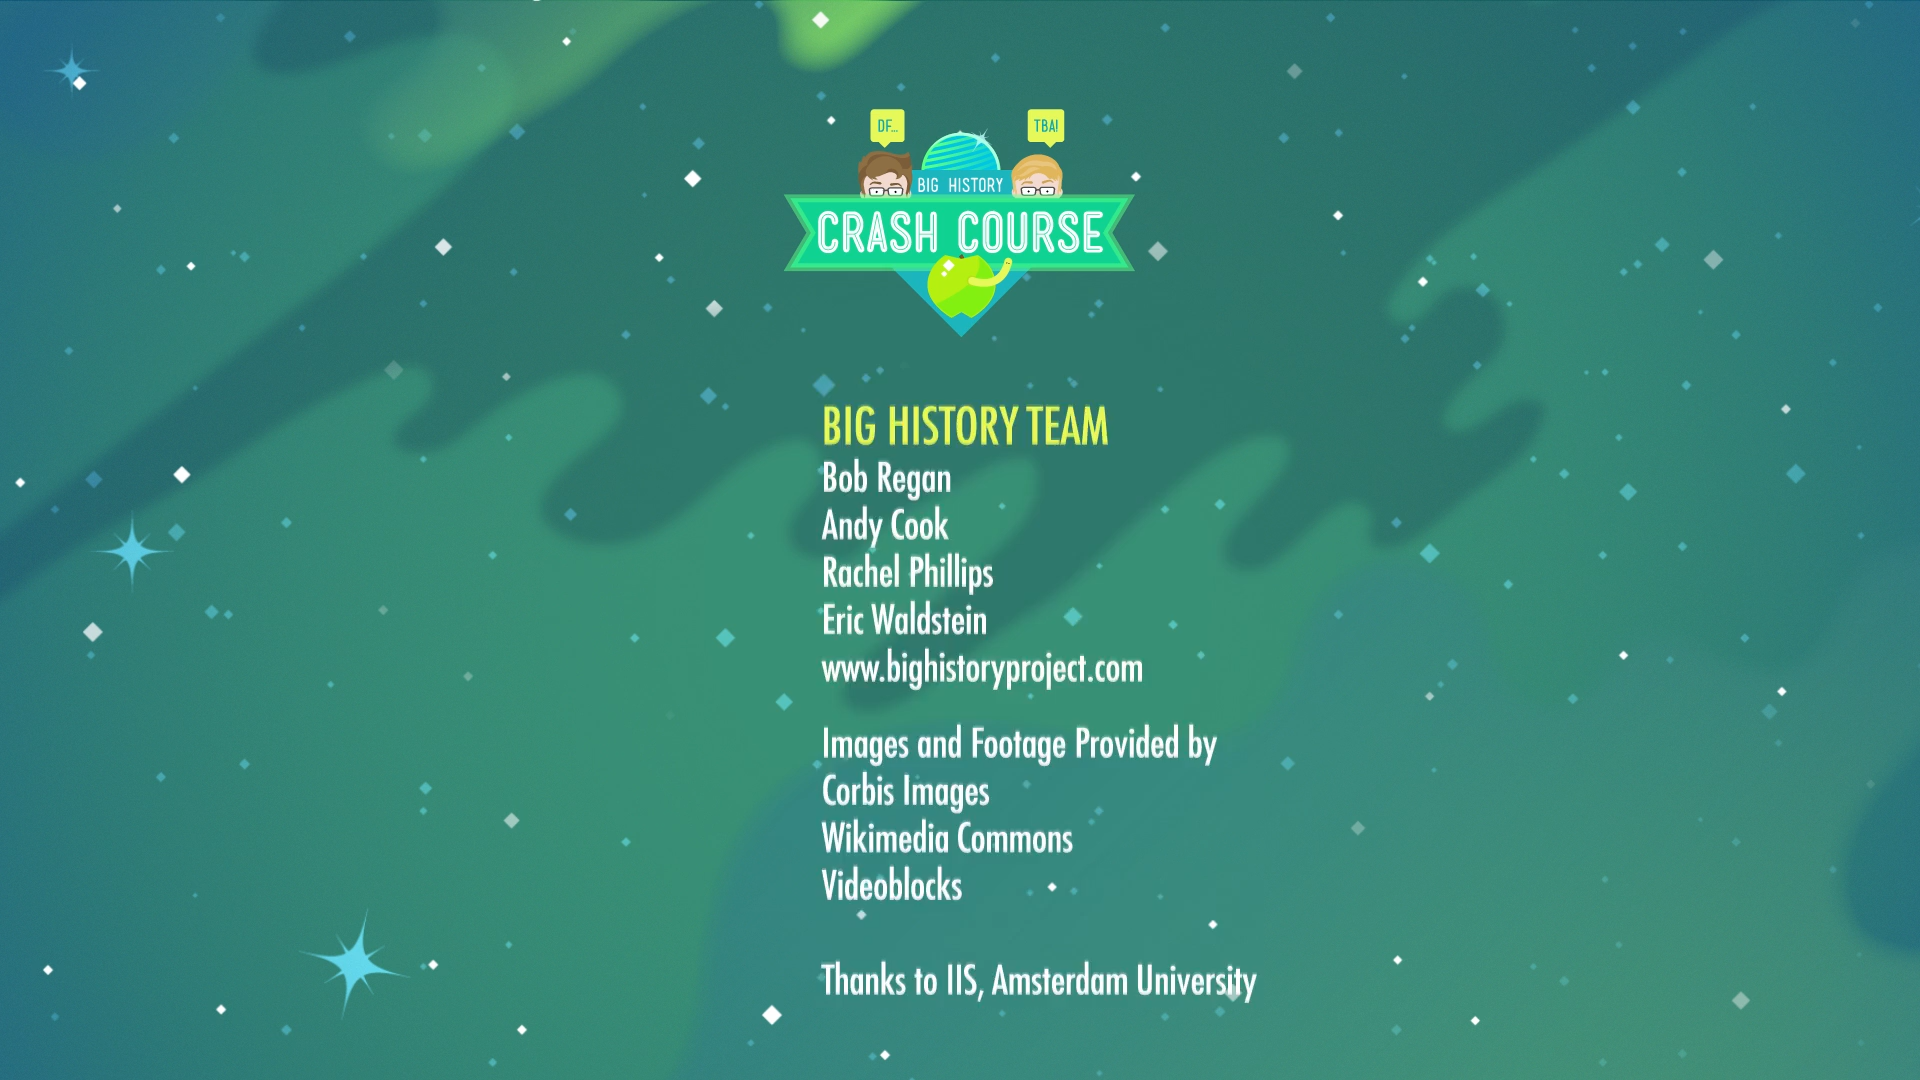 DF... TBA!
BIG HISTORY
CRASH COURSE
BIG HISTORY TEAM
Bob Regan
Andy Cook
Rachel Phillips
Eric Waldstein
www.bighistoryproject.com
Images and Footage Provided by
Corbis Images
Wikimedia Commons
Videoblocks
Thanks to IIS, Amsterdam University